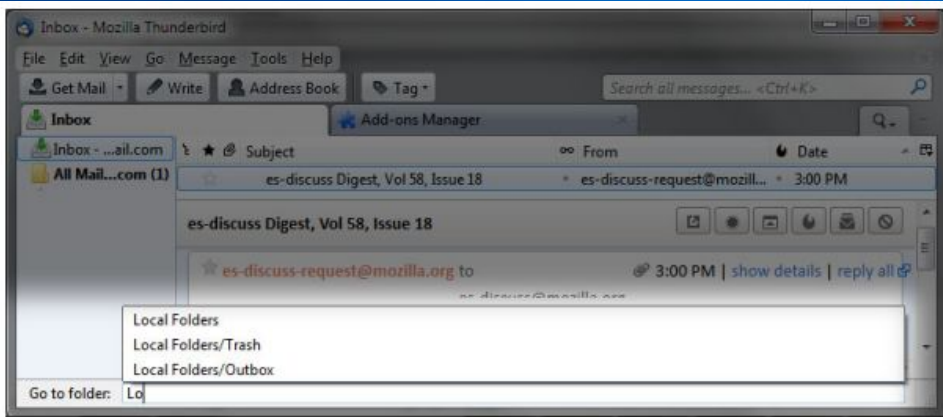 Inbox - Mozilla Thunderbird
File Edit View Go Message Tools Help
Get Mail Write Address Book Tag Search all messages... <Ctrl+K>
Inbox Add-ons Manager
Inbox - ...ail.com Subject From Date
All Mail...com (1) es-discuss Digest, Vol 58, Issue 18 es-discuss-request@mozill... 3:00 PM
es-discuss Digest, Vol 58, Issue 18
es-discuss-request@mozilla.org to 3:00 PM | show details | reply all
es-discuss@mozilla.org
Local Folders
Local Folders/Trash
Local Folders/Outbox
Go to folder: Lo